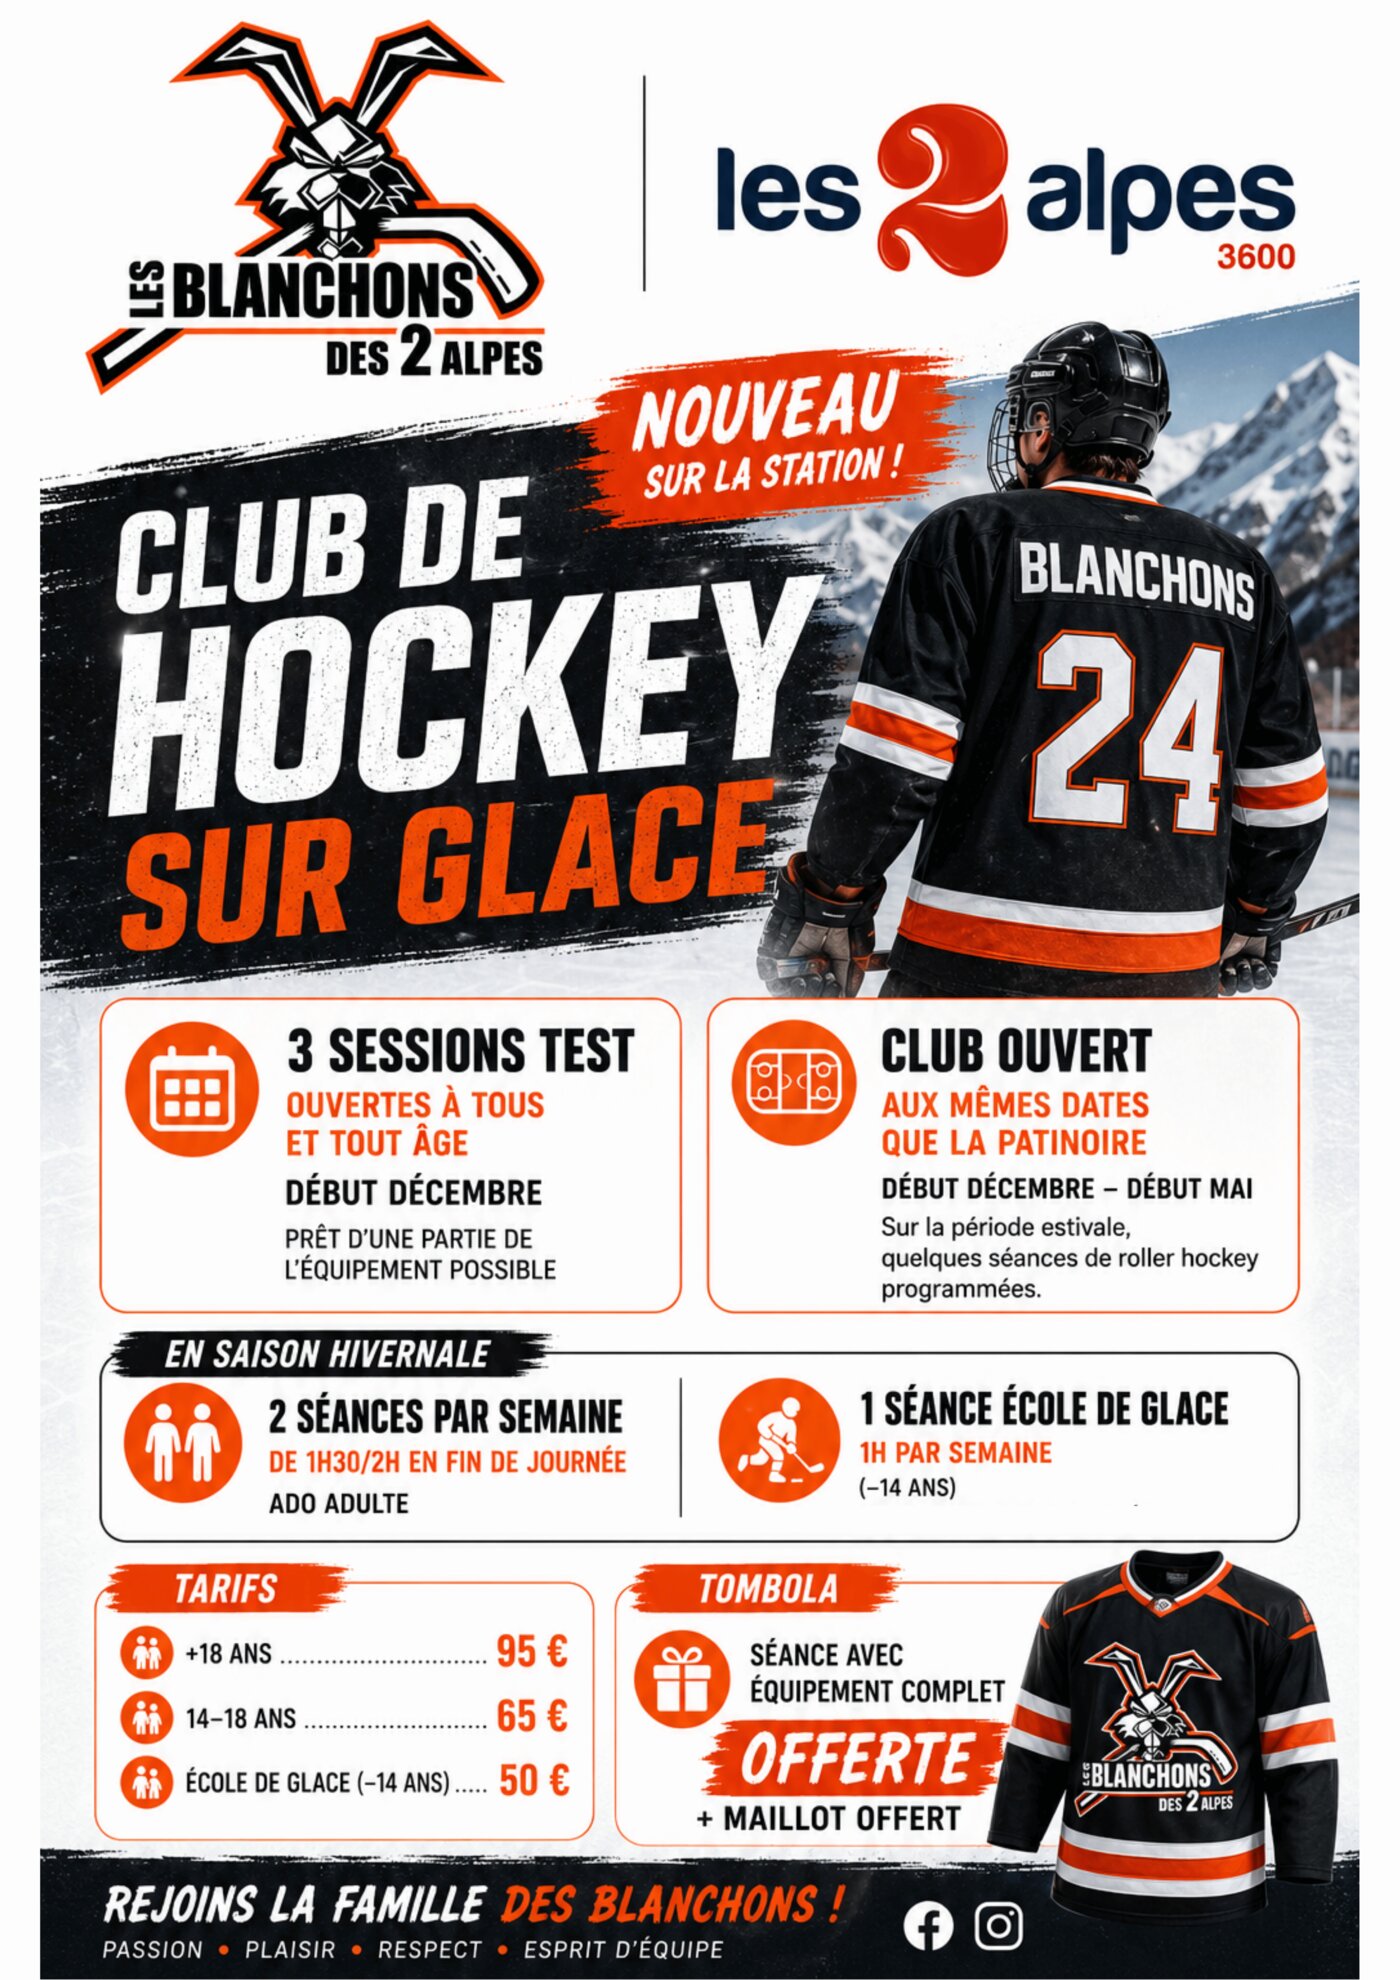 LES BLANCHONS
DES 2 ALPES
les 2 alpes
3600
NOUVEAU
SUR LA STATION !
CLUB DE
HOCKEY
SUR GLACE
BLANCHONS
24
3 SESSIONS TEST
OUVERTES À TOUS
ET TOUT ÂGE
DÉBUT DÉCEMBRE
PRÊT D'UNE PARTIE DE
L'ÉQUIPEMENT POSSIBLE
CLUB OUVERT
AUX MÊMES DATES
QUE LA PATINOIRE
DÉBUT DÉCEMBRE – DÉBUT MAI
Sur la période estivale,
quelques séances de roller hockey
programmées.
EN SAISON HIVERNALE
2 SÉANCES PAR SEMAINE
DE 1H30/2H EN FIN DE JOURNÉE
ADO ADULTE
1 SÉANCE ÉCOLE DE GLACE
1H PAR SEMAINE
(–14 ANS)
TARIFS
+18 ANS ............................ 95 €
14–18 ANS ......................... 65 €
ÉCOLE DE GLACE (–14 ANS) ..... 50 €
TOMBOLA
SÉANCE AVEC
ÉQUIPEMENT COMPLET
OFFERTE
+ MAILLOT OFFERT
BLANCHONS
DES 2 ALPES
REJOINS LA FAMILLE DES BLANCHONS !
PASSION • PLAISIR • RESPECT • ESPRIT D'ÉQUIPE